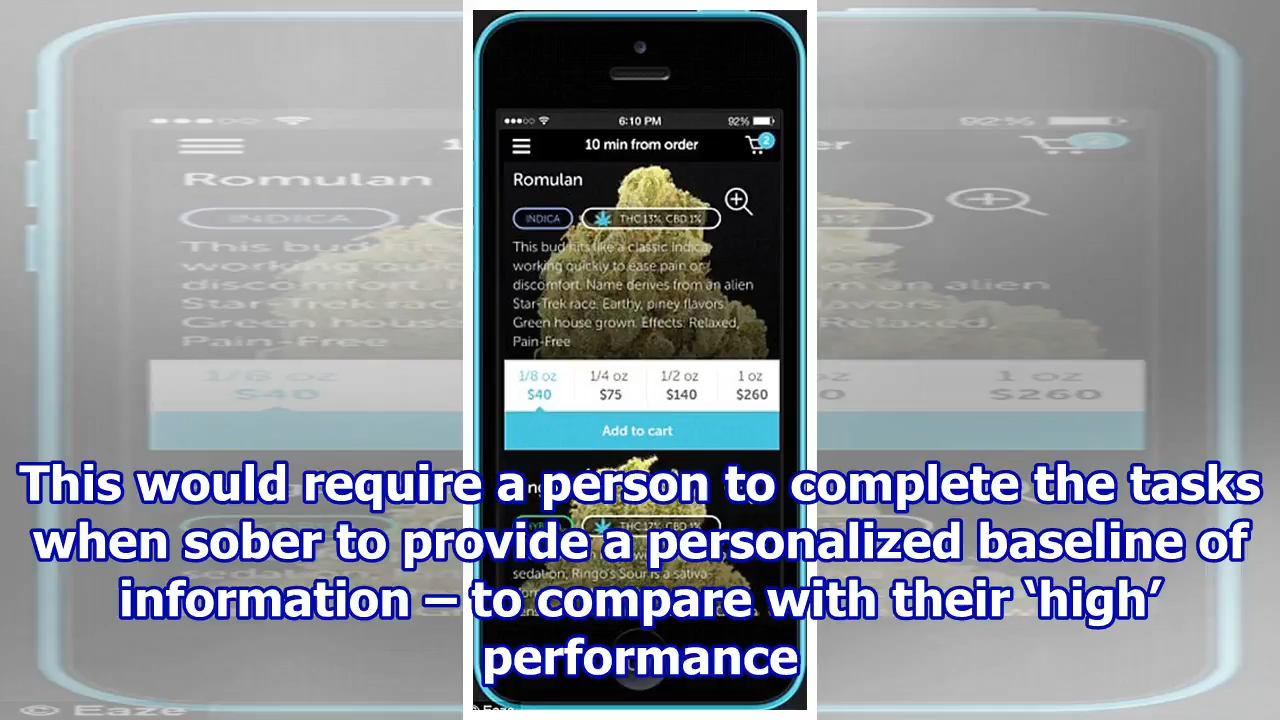 6:10 PM
92%
10 min from order
2
Romulan
INDICA
THC 13%, CBD 1%
This bud hits like a classic Indica,
working quickly to ease pain or
discomfort. Name derives from an alien
Star-Trek race. Earthy, piney flavors.
Green house grown. Effects: Relaxed,
Pain-Free
1/8 oz 1/4 oz 1/2 oz 1 oz
$40 $75 $140 $260
Add to cart
THC 17%, CBD 1%
sedation, Ringo's Sour is a sativa-
This would require a person to complete the tasks
when sober to provide a personalized baseline of
information – to compare with their ‘high’
performance
© Eaze